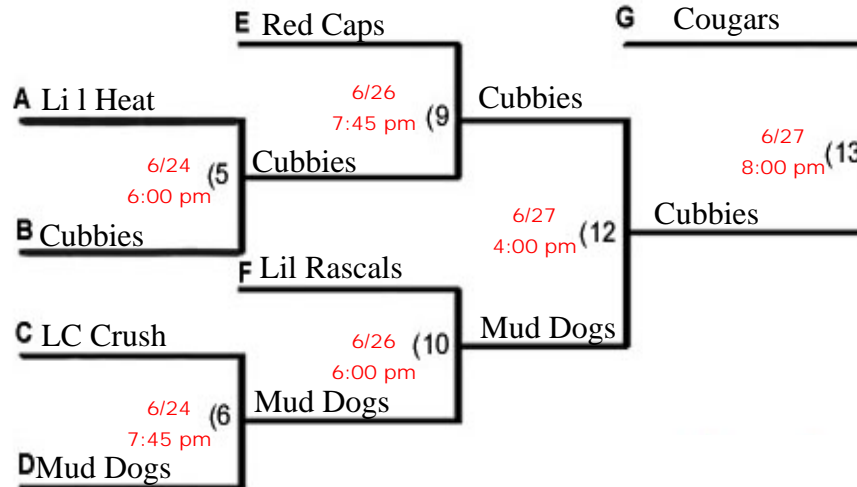 E Red Caps
G Cougars
A Li l Heat
6/26
7:45 pm (9
Cubbies
6/24
6:00 pm (5
Cubbies
6/27
8:00 pm (13
B Cubbies
6/27
4:00 pm (12
Cubbies
F Lil Rascals
C LC Crush
6/26
6:00 pm (10
Mud Dogs
6/24
7:45 pm (6
Mud Dogs
D Mud Dogs